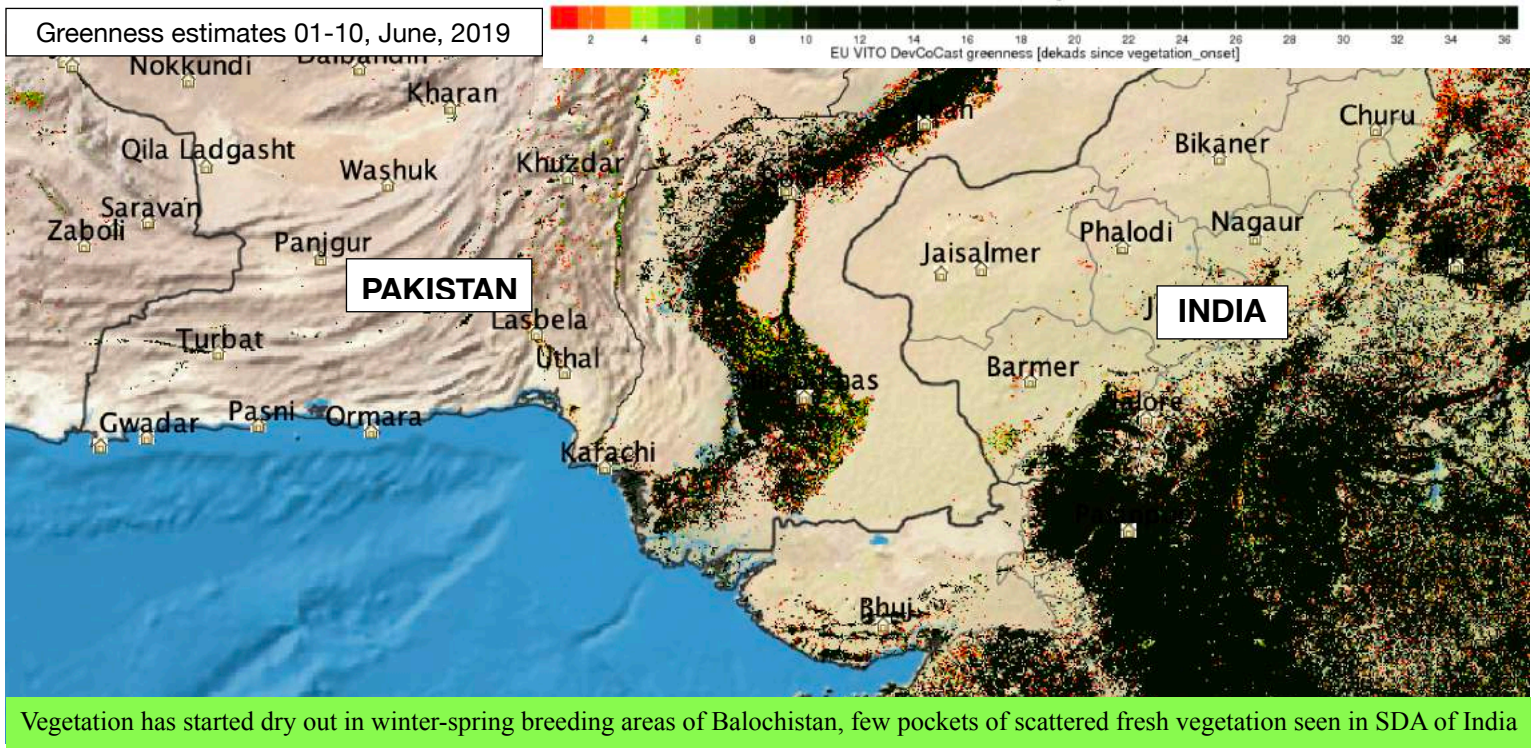 Greenness estimates 01-10, June, 2019
2 4 6 8 10 12 14 16 18 20 22 24 26 28 30 32 34 36
EU VITO DevCoCast greenness [dekads since vegetation_onset]
Nokkundi
Dalbandin
Kharan
Churu
Qila Ladgasht
Washuk
Khuzdar
Bikaner
Saravan
Zaboli
Panjgur
Jaisalmer
Phalodi
Nagaur
PAKISTAN
INDIA
Lasbela
Turbat
Uthal
Barmer
Jalore
Gwadar
Pasni
Ormara
Karachi
Bhuj
Vegetation has started dry out in winter-spring breeding areas of Balochistan, few pockets of scattered fresh vegetation seen in SDA of India